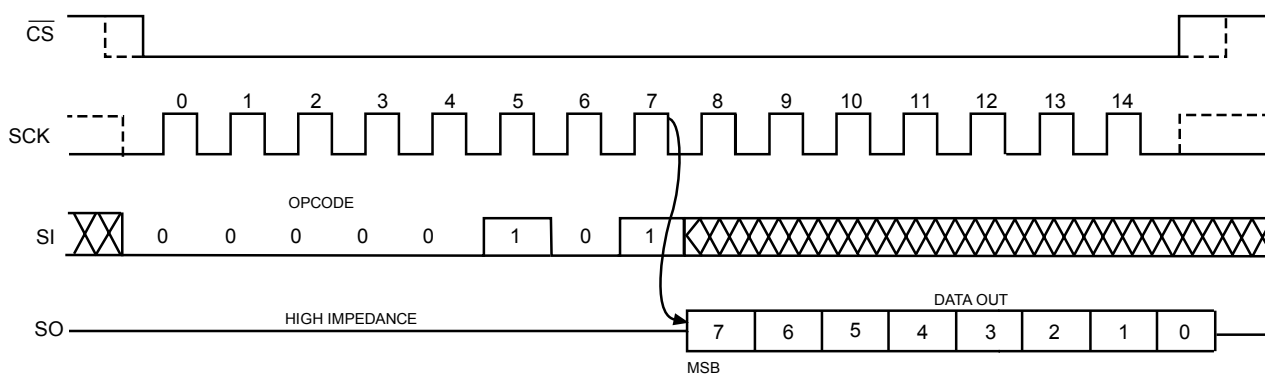 CS
0 1 2 3 4 5 6 7 8 9 10 11 12 13 14
SCK
OPCODE
SI 0 0 0 0 0 1 0 1
DATA OUT
HIGH IMPEDANCE
SO 7 6 5 4 3 2 1 0
MSB